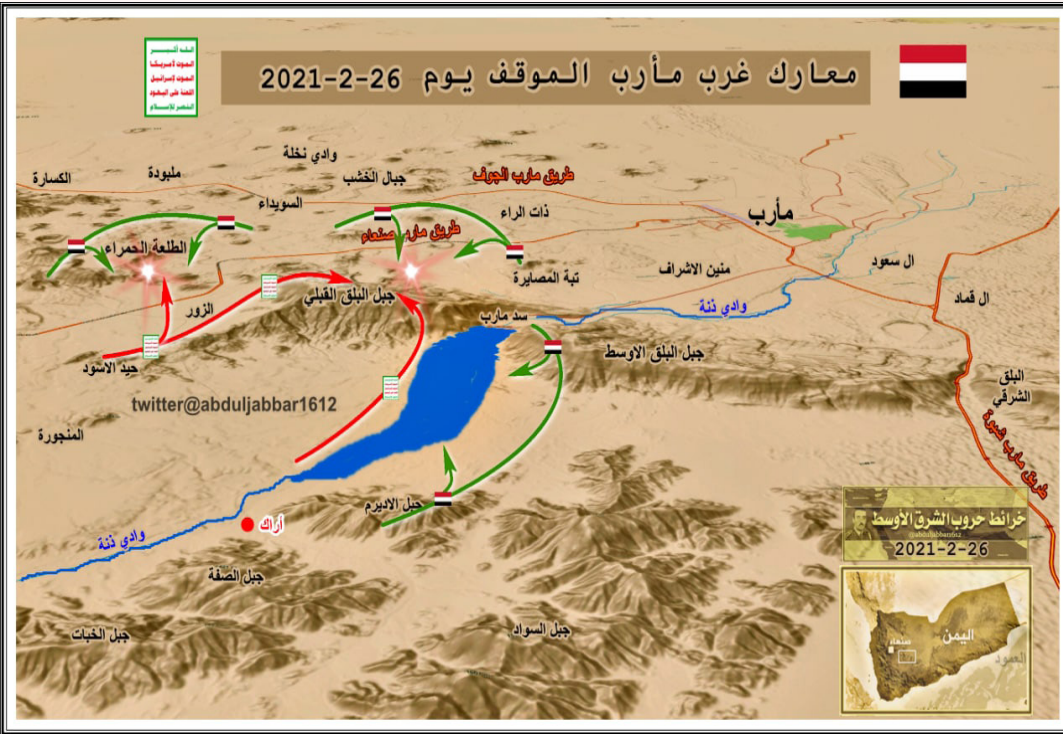 الله أكبر
الموت لأمريكا
الموت لإسرائيل
اللعنة على اليهود
النصر للإسلام
معارك غرب مأرب الموقف يوم 26-2-2021
وادي نخلة
الكسارة
ملبودة
جبال الخشب
طريق مارب الجوف
السويداء
ذات الراء
مأرب
الطلعة الحمراء
طريق مارب صنعاء
تبة المصايرة
منين الاشراف
ال سعود
ال قماد
جبل البلق القبلي
الزور
سد مارب
وادي ذنة
جبل البلق الاوسط
حيد الاسود
البلق
الشرقي
twitter@abduljabbar1612
المنجورة
طريق مارب شبوة
جبل الاديرم
أراك
وادي ذنة
خرائط حروب الشرق الأوسط
@abduljabbar1612
26-2-2021
جبل الصفة
جبل الخبات
جبل السواد
اليمن
صنعاء